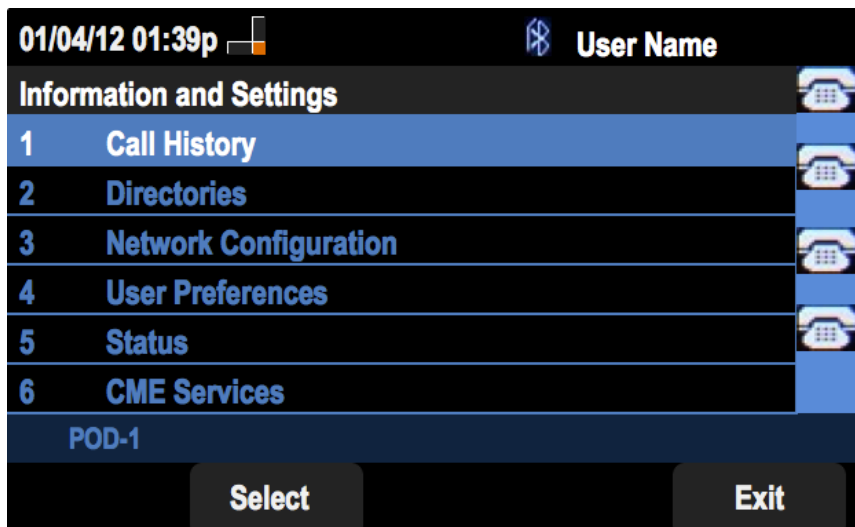 01/04/12 01:39p User Name
Information and Settings
1 Call History
2 Directories
3 Network Configuration
4 User Preferences
5 Status
6 CME Services
POD-1
Select Exit